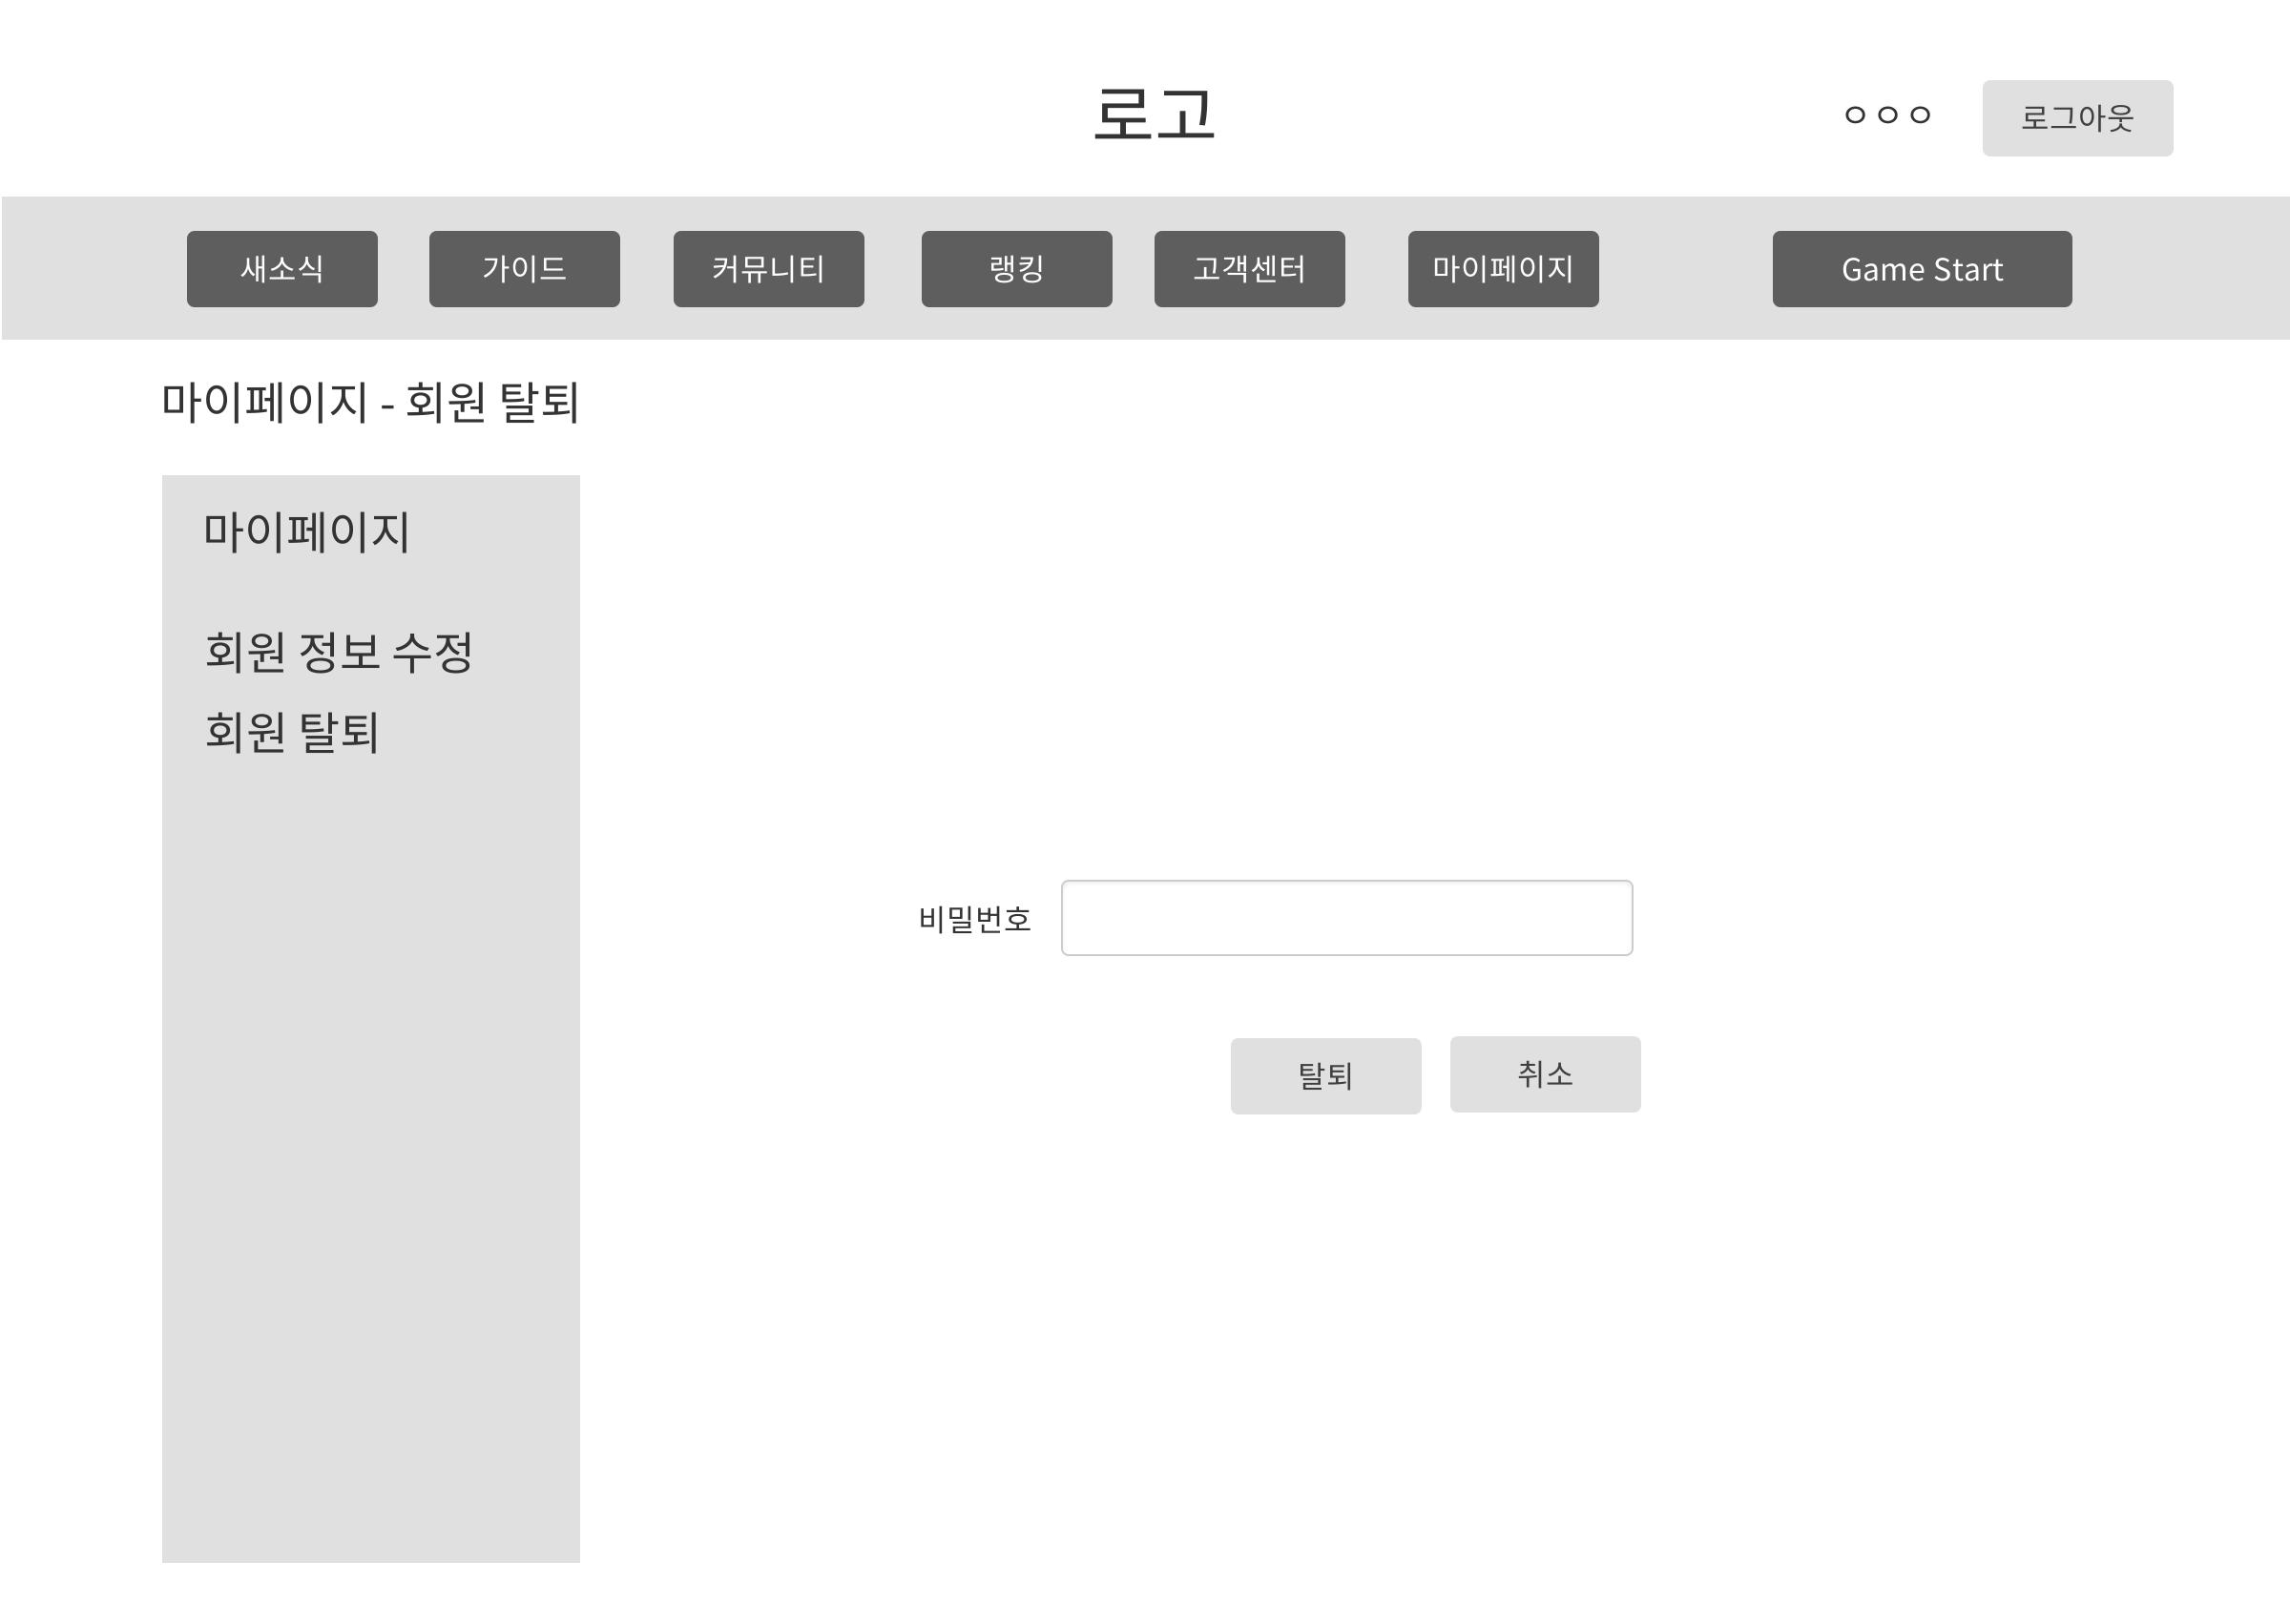 로고
ㅇㅇㅇ
로그아웃
새소식
가이드
커뮤니티
랭킹
고객센터
마이페이지
Game Start
마이페이지 - 회원 탈퇴
마이페이지
회원 정보 수정
회원 탈퇴
비밀번호
탈퇴
취소